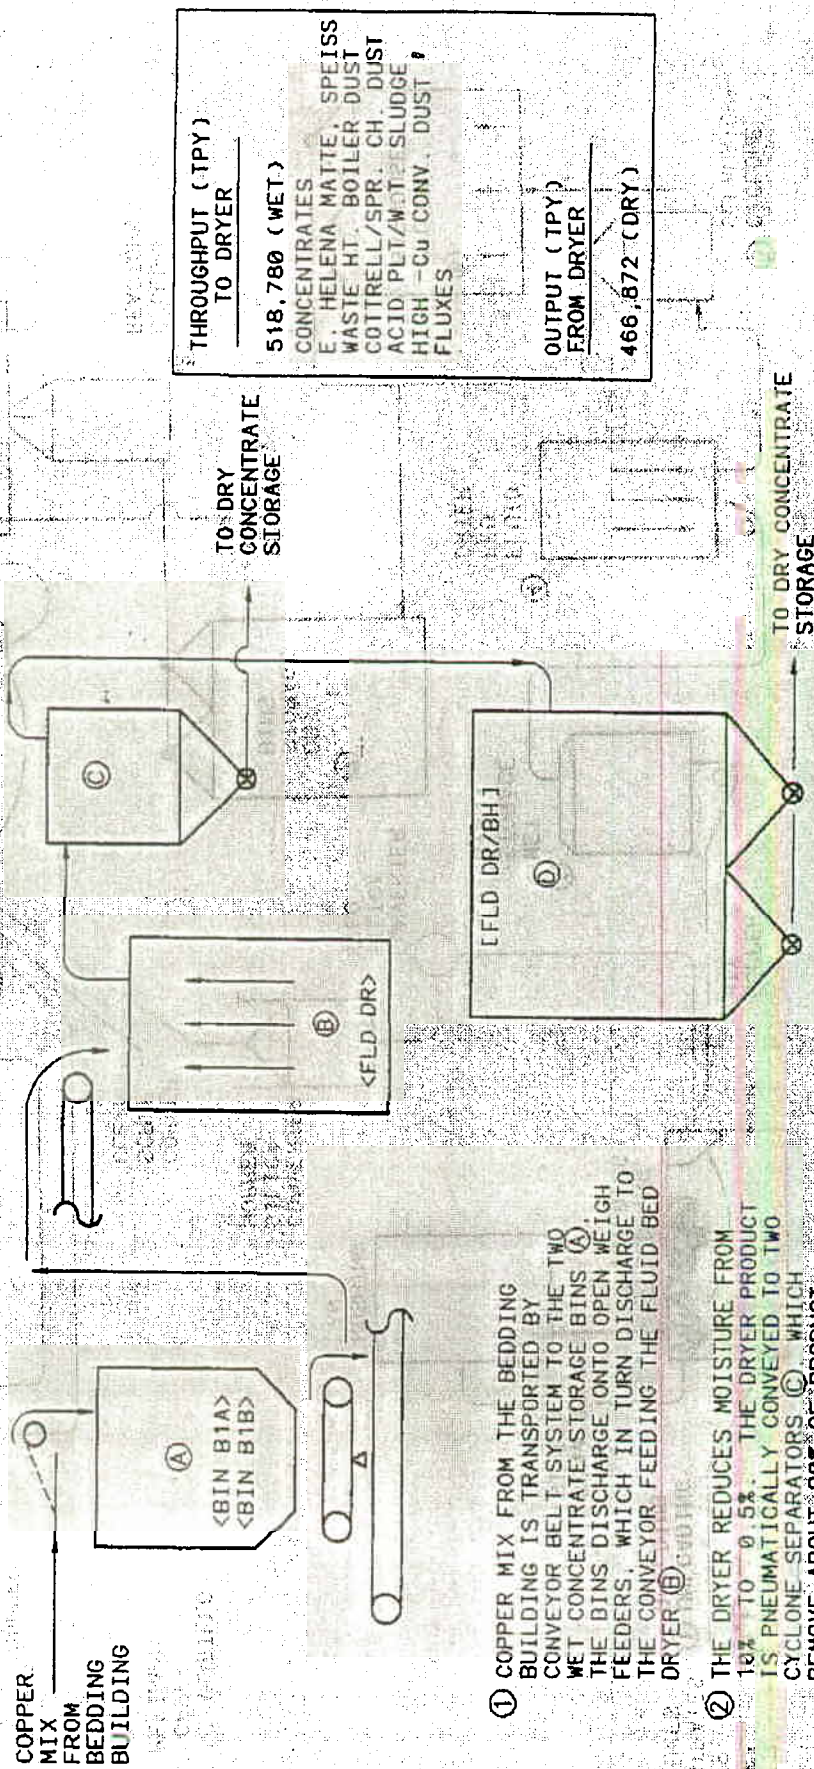 COPPER
MIX
FROM
BEDDING
BUILDING
Ⓐ
<BIN B1A>
<BIN B1B>
Ⓑ
<FLD DR>
Ⓒ
TO DRY
CONCENTRATE
STORAGE
[FLD DR/BH]
Ⓓ
TO DRY CONCENTRATE
STORAGE
THROUGHPUT (TPY)
TO DRYER
518,780 (WET)
CONCENTRATES
E. HELENA MATTE, SPEISS
WASTE HT. BOILER DUST
COTTRELL/SPR. CH. DUST
ACID PLT/W.T. SLUDGE
HIGH -Cu CONV. DUST
FLUXES
OUTPUT (TPY)
FROM DRYER
466,872 (DRY)
① COPPER MIX FROM THE BEDDING
BUILDING IS TRANSPORTED BY
CONVEYOR BELT SYSTEM TO THE TWO
WET CONCENTRATE STORAGE BINS Ⓐ.
THE BINS DISCHARGE ONTO OPEN WEIGH
FEEDERS, WHICH IN TURN DISCHARGE TO
THE CONVEYOR FEEDING THE FLUID BED
DRYER Ⓑ.
② THE DRYER REDUCES MOISTURE FROM
10% TO 0.5%. THE DRYER PRODUCT
IS PNEUMATICALLY CONVEYED TO TWO
CYCLONE SEPARATORS Ⓒ, WHICH
REMOVE ABOUT OF PRODUCT